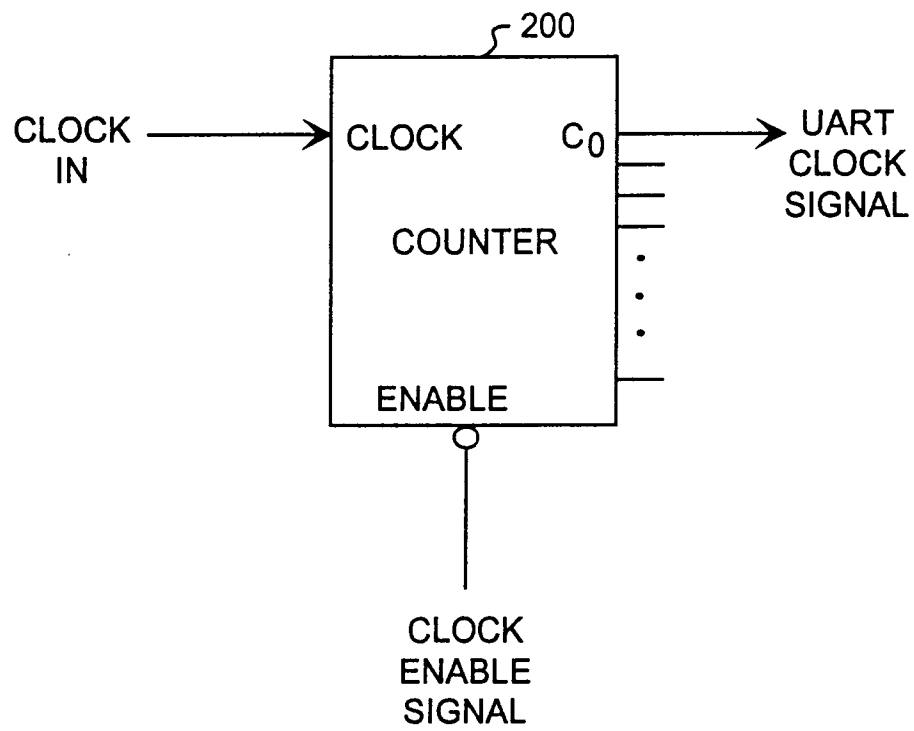 200
CLOCK
IN
CLOCK
C0
UART
CLOCK
SIGNAL
COUNTER
ENABLE
CLOCK
ENABLE
SIGNAL